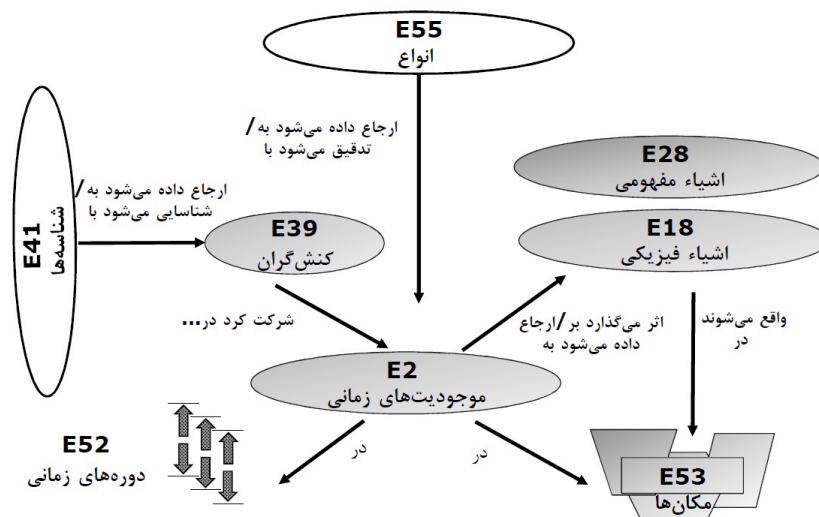 E55
انواع
ارجاع داده می‌شود به/
تدقیق می‌شود با
E28
اشیاء مفهومی
E18
اشیاء فیزیکی
E41
شناسه‌ها
ارجاع داده می‌شود به/
شناسایی می‌شود با
E39
کنش‌گران
شرکت کرد در...
اثر می‌گذارد بر/ارجاع
داده می‌شود به
واقع می‌شوند
در
E2
موجودیت‌های زمانی
در
در
E52
دوره‌های زمانی
E53
مکان‌ها